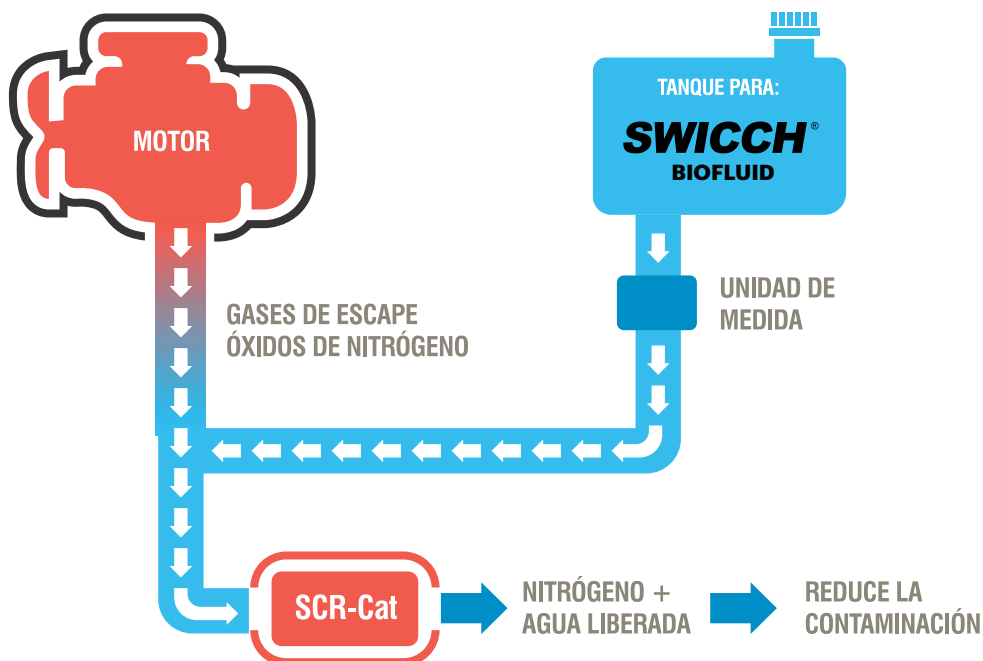 MOTOR
TANQUE PARA:
SWICCH®
BIOFLUID
GASES DE ESCAPE
ÓXIDOS DE NITRÓGENO
UNIDAD DE
MEDIDA
SCR-Cat
NITRÓGENO +
AGUA LIBERADA
REDUCE LA
CONTAMINACIÓN